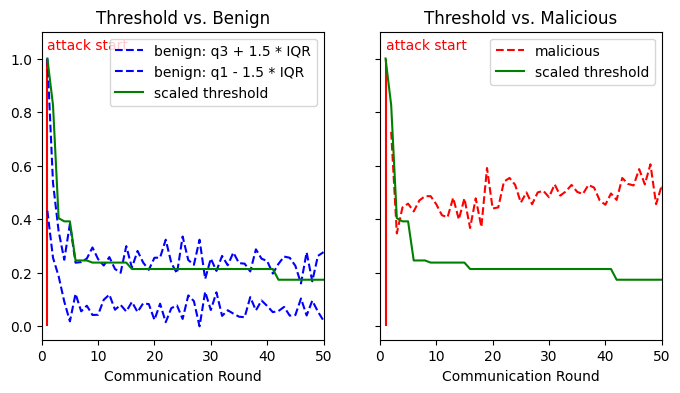 Threshold vs. Benign
attack start
benign: q3 + 1.5 * IQR
benign: q1 - 1.5 * IQR
scaled threshold
1.0
0.8
0.6
0.4
0.2
0.0
0 10 20 30 40 50
Communication Round
Threshold vs. Malicious
attack start
malicious
scaled threshold
0 10 20 30 40 50
Communication Round